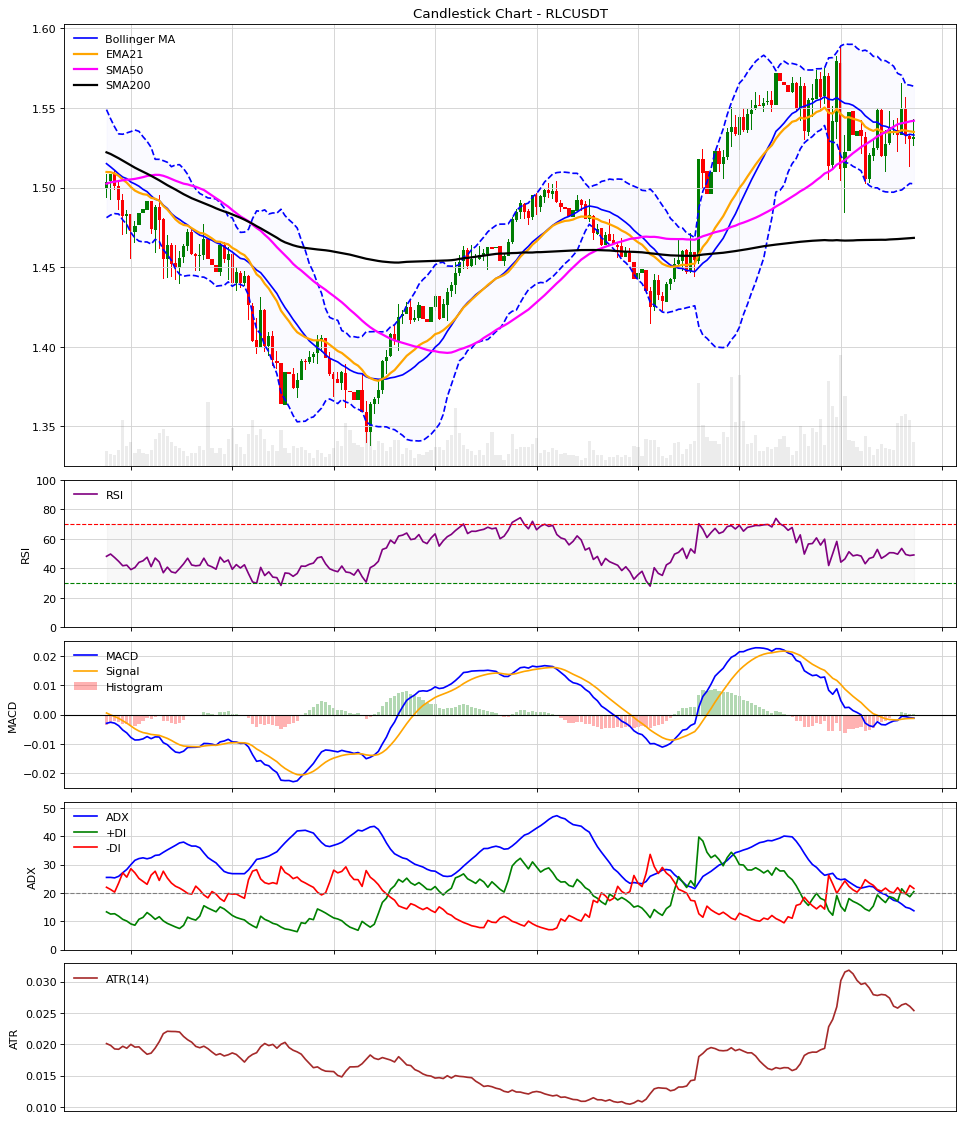 Candlestick Chart - RLCUSDT
1.60
1.55
1.50
1.45
1.40
1.35
Bollinger MA
EMA21
SMA50
SMA200
100
80
60
40
20
0
RSI
RSI
0.02
0.01
0.00
−0.01
−0.02
MACD
MACD
Signal
Histogram
50
40
30
20
10
0
ADX
ADX
+DI
-DI
0.030
0.025
0.020
0.015
0.010
ATR
ATR(14)